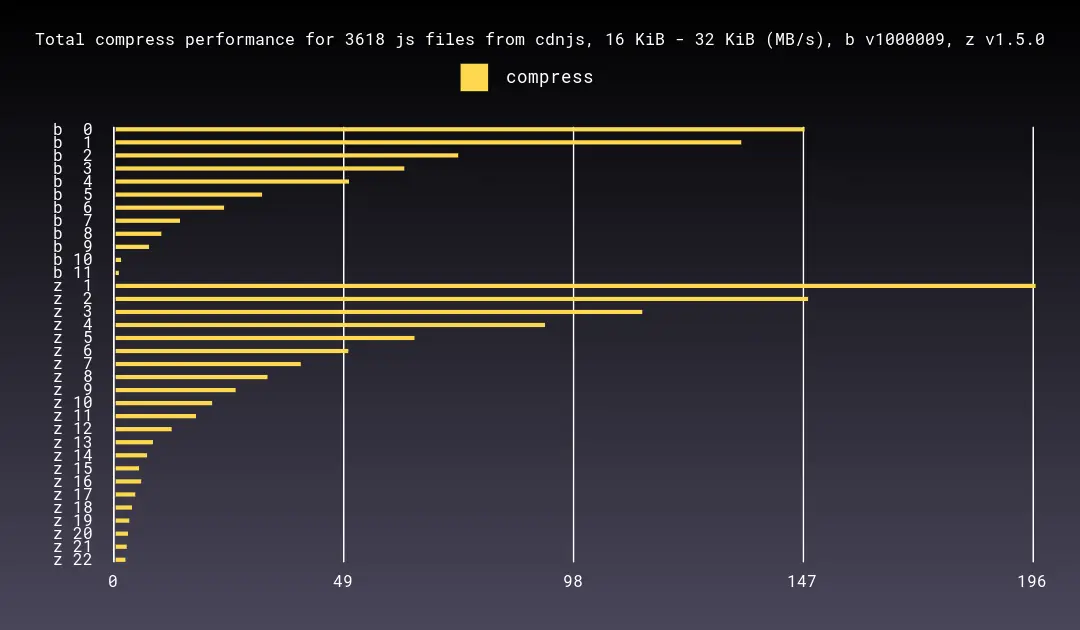 Total compress performance for 3618 js files from cdnjs, 16 KiB - 32 KiB (MB/s), b v1000009, z v1.5.0
compress
b 0
b 1
b 2
b 3
b 4
b 5
b 6
b 7
b 8
b 9
b 10
b 11
z 1
z 2
z 3
z 4
z 5
z 6
z 7
z 8
z 9
z 10
z 11
z 12
z 13
z 14
z 15
z 16
z 17
z 18
z 19
z 20
z 21
z 22
0 49 98 147 196